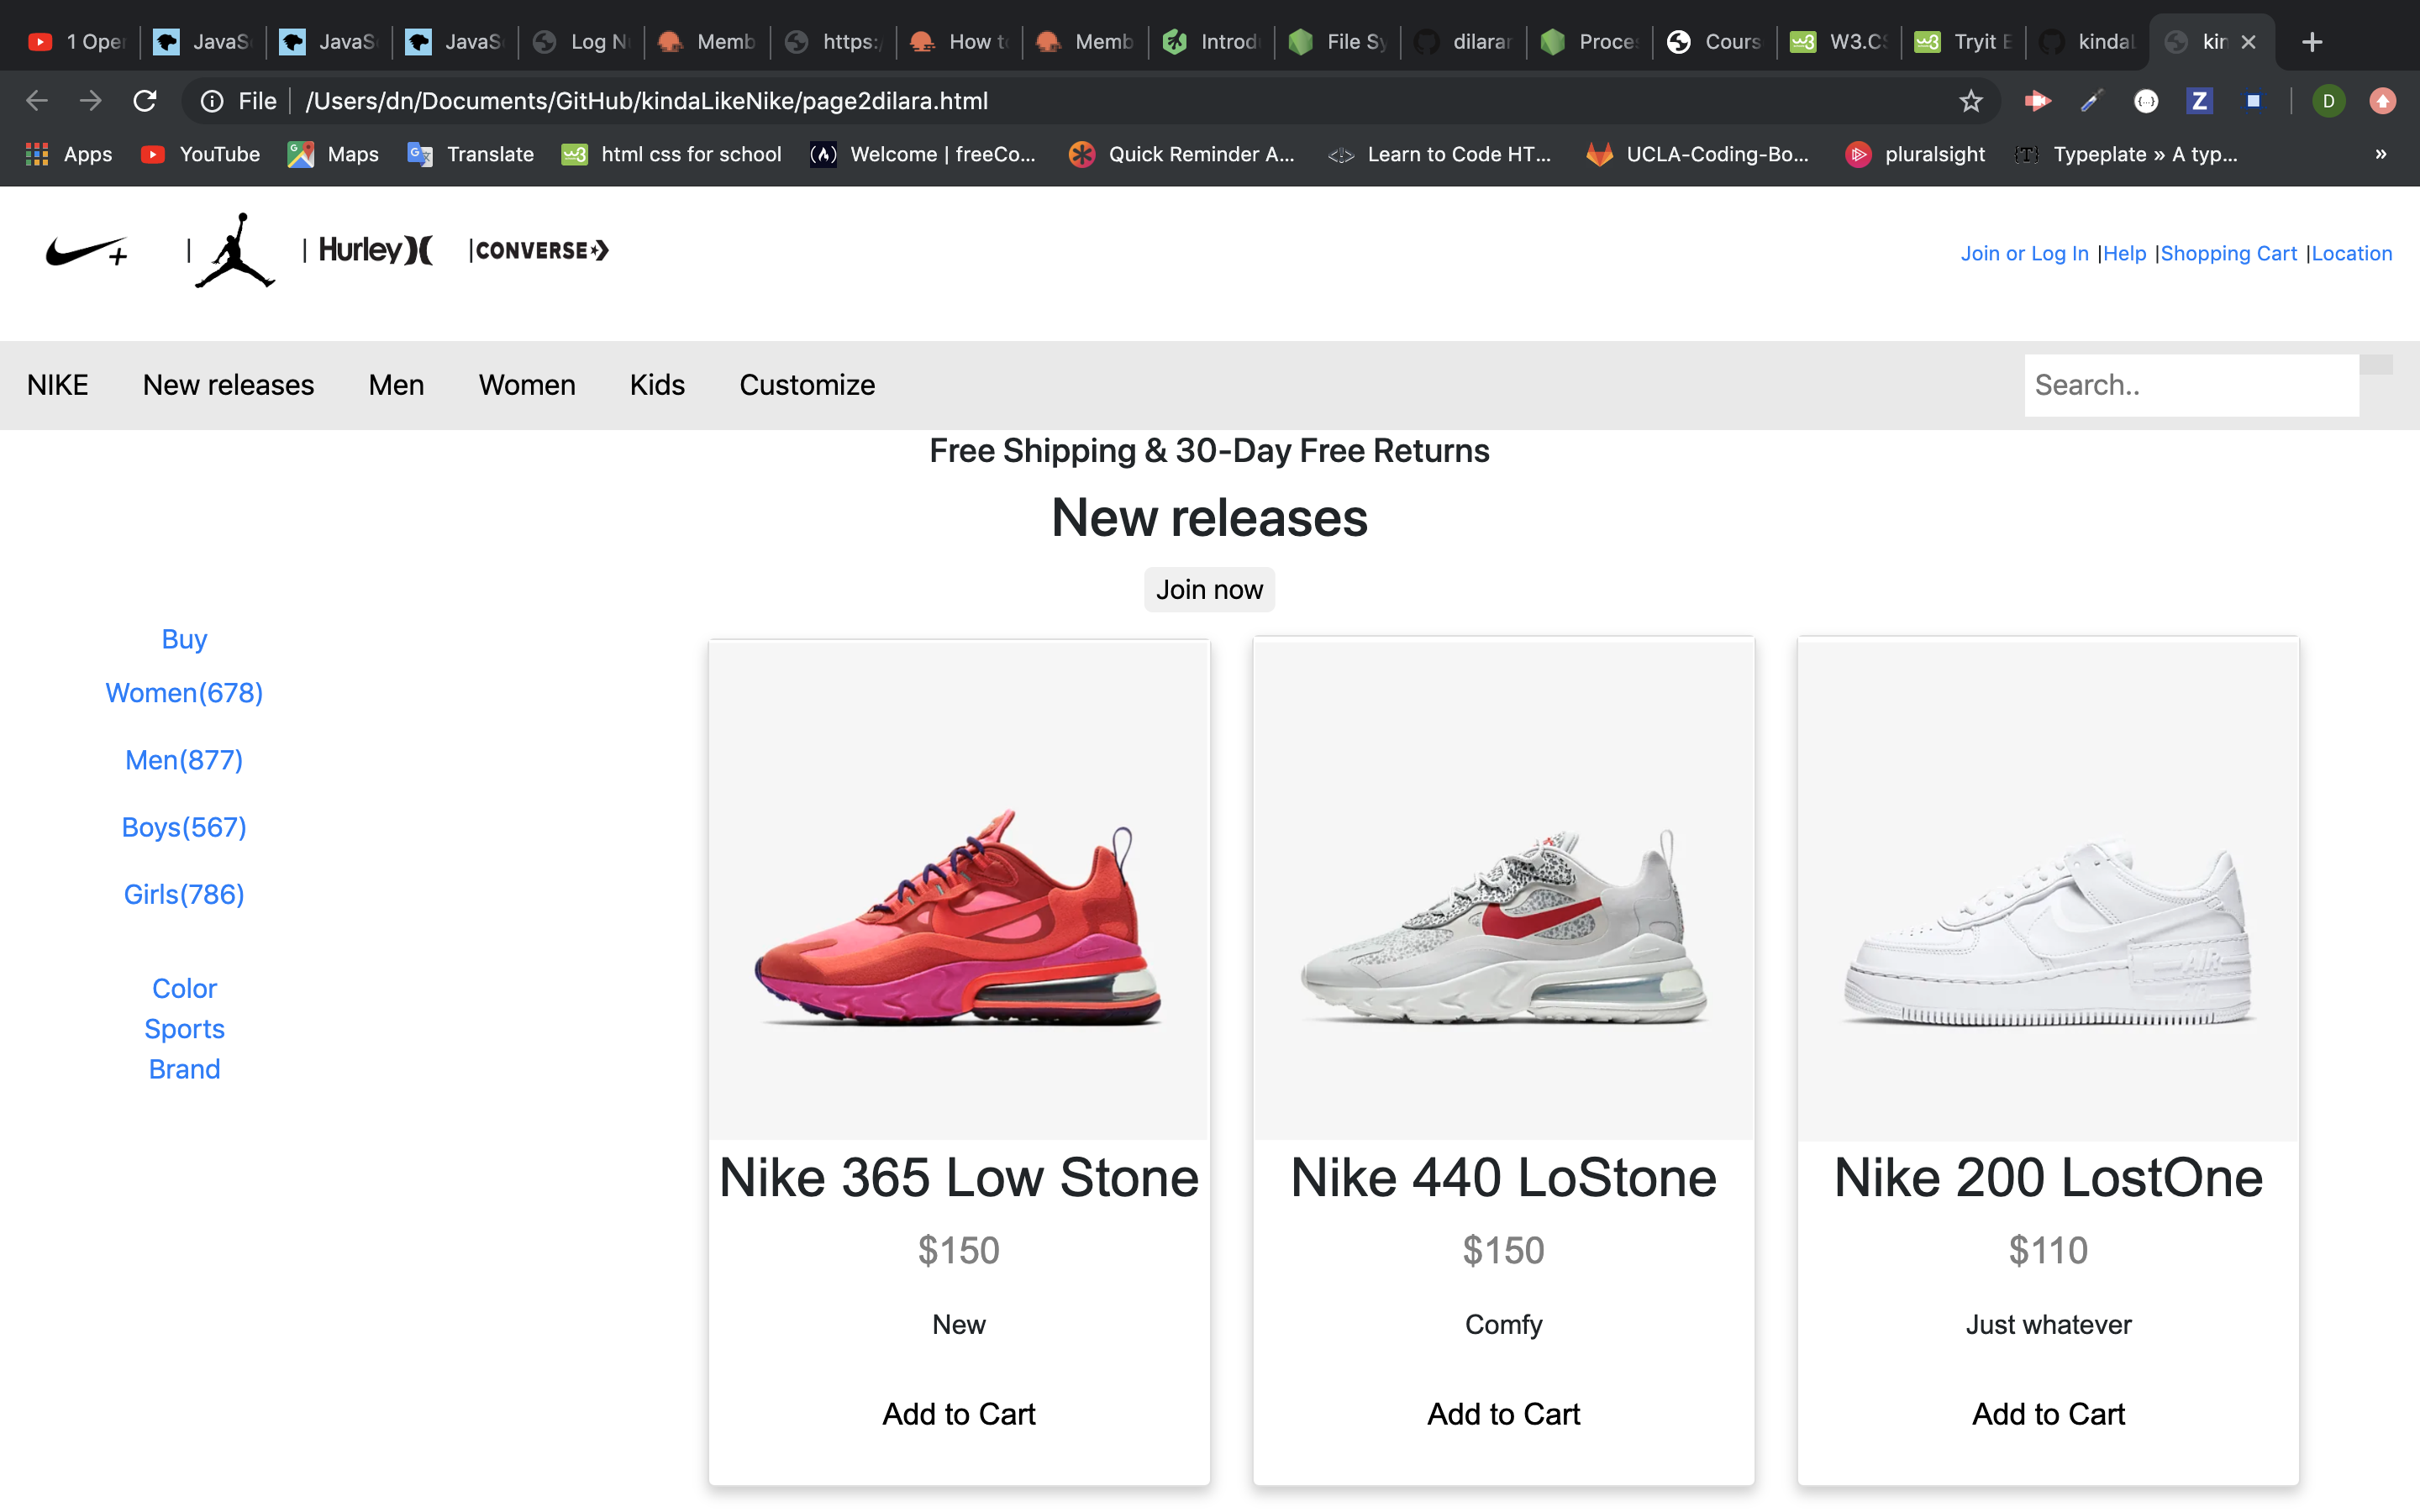 1 Oper JavaS JavaS JavaS Log N Memb https: How to Memb Introd File Sy dilarar Proces Cours W3.CS Tryit E kindal kin
File /Users/dn/Documents/GitHub/kindaLikeNike/page2dilara.html D
Apps YouTube Maps Translate html css for school Welcome | freeCo... Quick Reminder A... Learn to Code HT... UCLA-Coding-Bo... pluralsight Typeplate » A typ... »
+ | | Hurley | CONVERSE
Join or Log In |Help |Shopping Cart |Location
NIKE New releases Men Women Kids Customize Search..
Free Shipping & 30-Day Free Returns
New releases
Join now
Buy
Women(678)
Men(877)
Boys(567)
Girls(786)
Color
Sports
Brand
AIR
Nike 365 Low Stone
$150
New
Add to Cart
Nike 440 LoStone
$150
Comfy
Add to Cart
Nike 200 LostOne
$110
Just whatever
Add to Cart